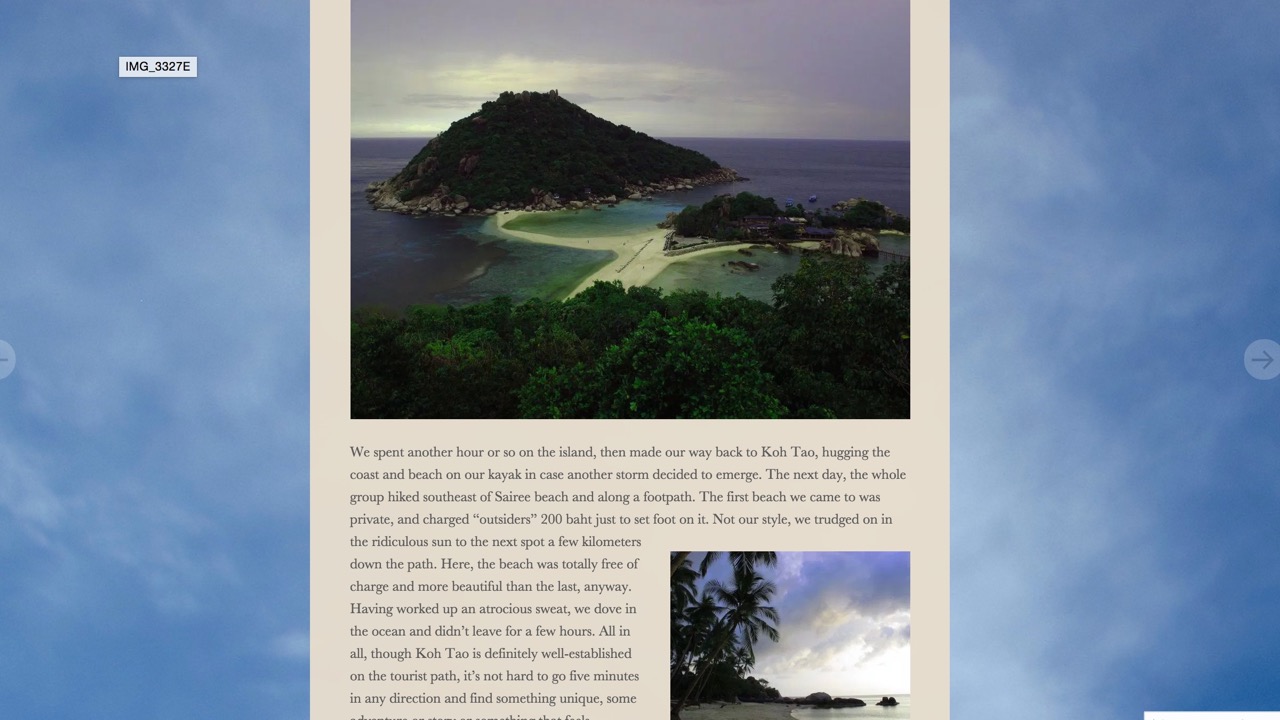 IMG_3327E
We spent another hour or so on the island, then made our way back to Koh Tao, hugging the
coast and beach on our kayak in case another storm decided to emerge. The next day, the whole
group hiked southeast of Sairee beach and along a footpath. The first beach we came to was
private, and charged “outsiders” 200 baht just to set foot on it. Not our style, we trudged on in
the ridiculous sun to the next spot a few kilometers
down the path. Here, the beach was totally free of
charge and more beautiful than the last, anyway.
Having worked up an atrocious sweat, we dove in
the ocean and didn’t leave for a few hours. All in
all, though Koh Tao is definitely well-established
on the tourist path, it’s not hard to go five minutes
in any direction and find something unique, some
adventure or story or something that feels